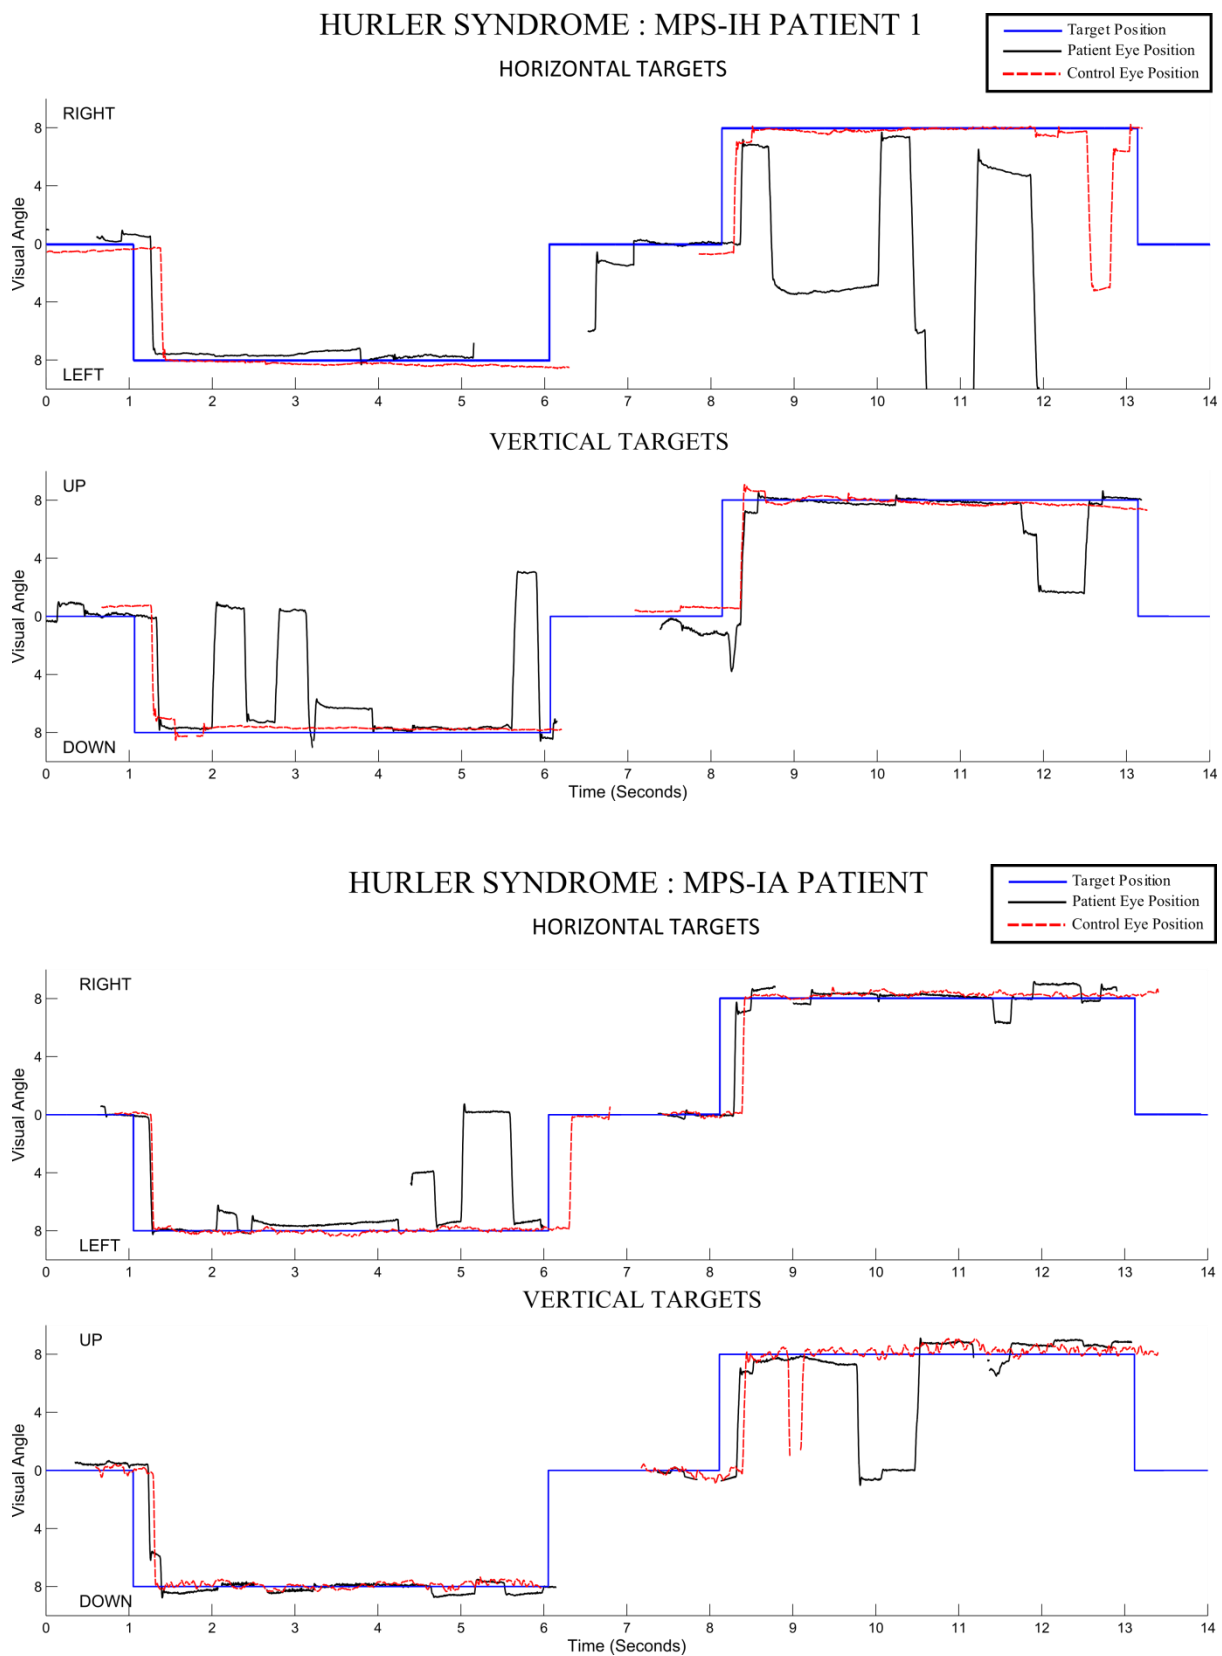 HURLER SYNDROME : MPS-IH PATIENT 1
Target Position
Patient Eye Position
Control Eye Position
HORIZONTAL TARGETS
RIGHT
8
4
0
4
8
Visual Angle
LEFT
0 1 2 3 4 5 6 7 8 9 10 11 12 13 14
VERTICAL TARGETS
UP
8
4
0
4
8
Visual Angle
DOWN
0 1 2 3 4 5 6 7 8 9 10 11 12 13 14
Time (Seconds)
HURLER SYNDROME : MPS-IA PATIENT
Target Position
Patient Eye Position
Control Eye Position
HORIZONTAL TARGETS
RIGHT
8
4
0
4
8
Visual Angle
LEFT
0 1 2 3 4 5 6 7 8 9 10 11 12 13 14
VERTICAL TARGETS
UP
8
4
0
4
8
Visual Angle
DOWN
0 1 2 3 4 5 6 7 8 9 10 11 12 13 14
Time (Seconds)